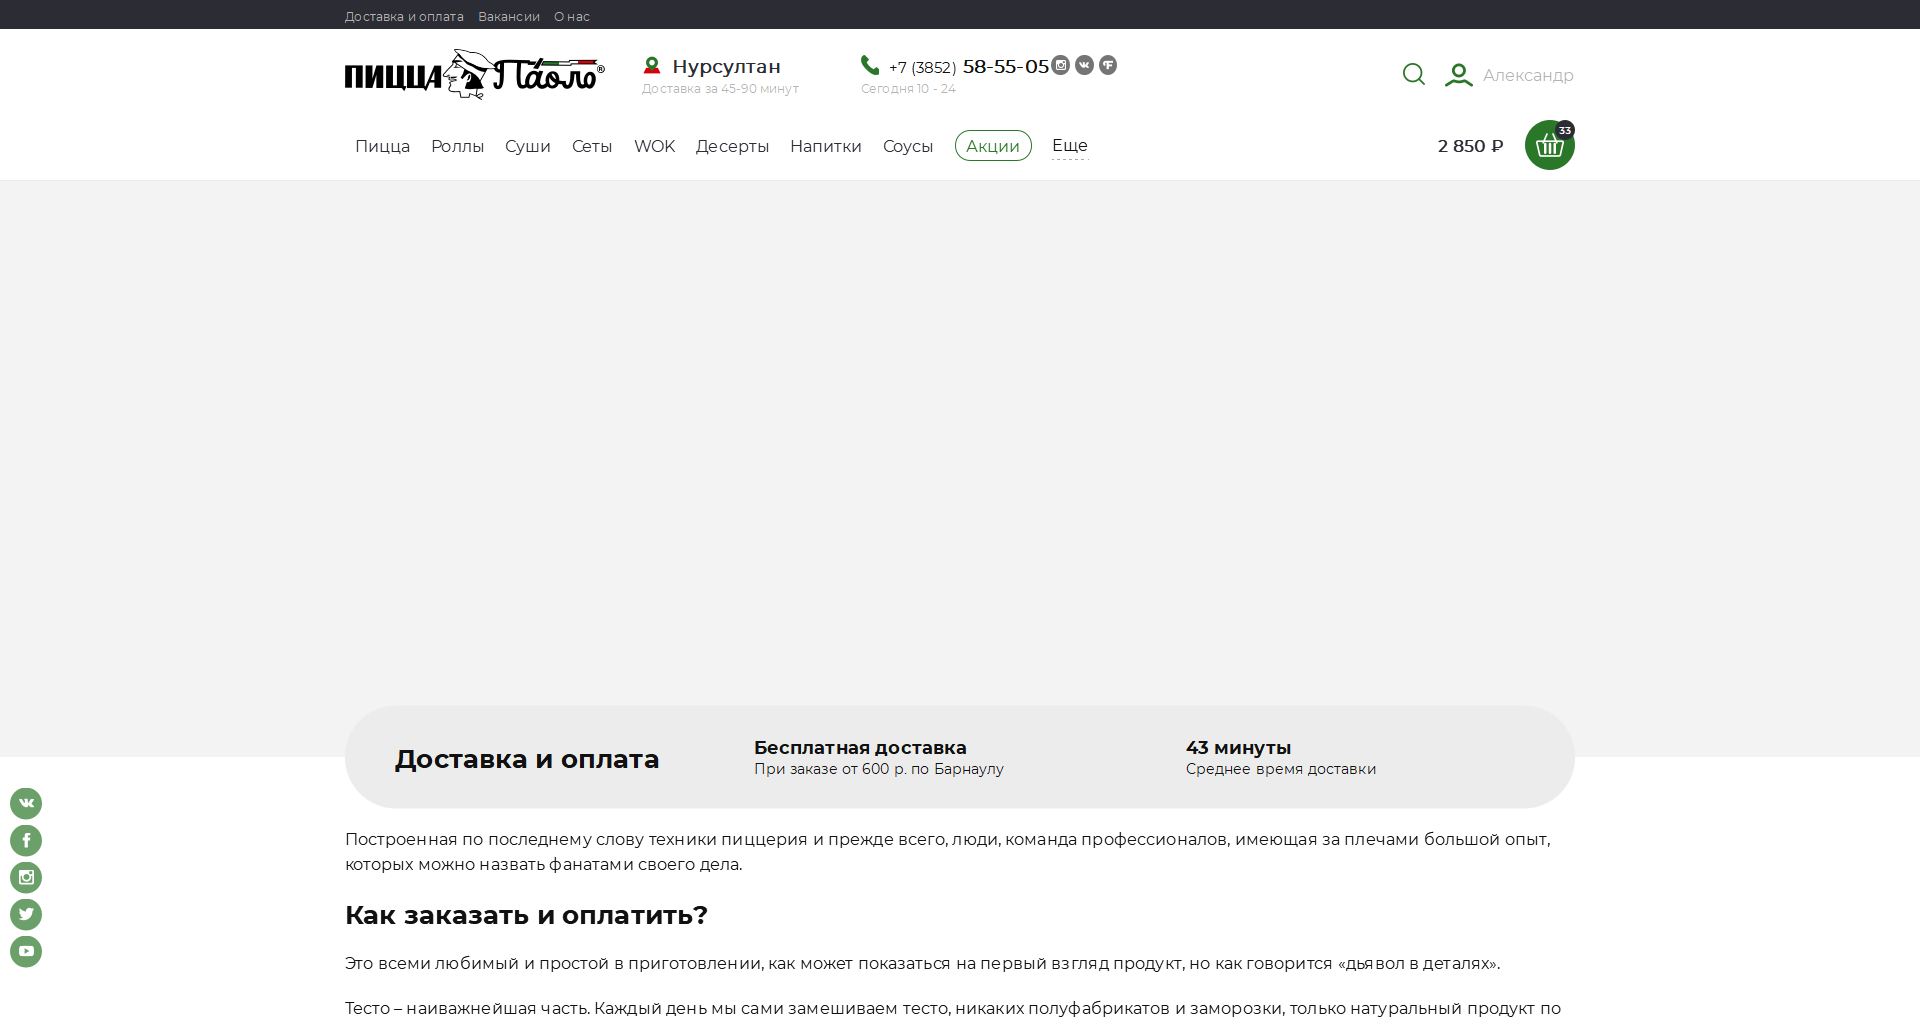 Доставка и оплата Вакансии О нас
ПИЦЦА Па́оло®
Нурсултан
Доставка за 45-90 минут
+7 (3852) 58-55-05
Сегодня 10 - 24
Александр
Пицца Роллы Суши Сеты WOK Десерты Напитки Соусы Акции Еще
2 850 ₽
33
Доставка и оплата
Бесплатная доставка
При заказе от 600 р. по Барнаулу
43 минуты
Среднее время доставки
Построенная по последнему слову техники пиццерия и прежде всего, люди, команда профессионалов, имеющая за плечами большой опыт,
которых можно назвать фанатами своего дела.
Как заказать и оплатить?
Это всеми любимый и простой в приготовлении, как может показаться на первый взгляд продукт, но как говорится «дьявол в деталях».
Тесто – наиважнейшая часть. Каждый день мы сами замешиваем тесто, никаких полуфабрикатов и заморозки, только натуральный продукт по